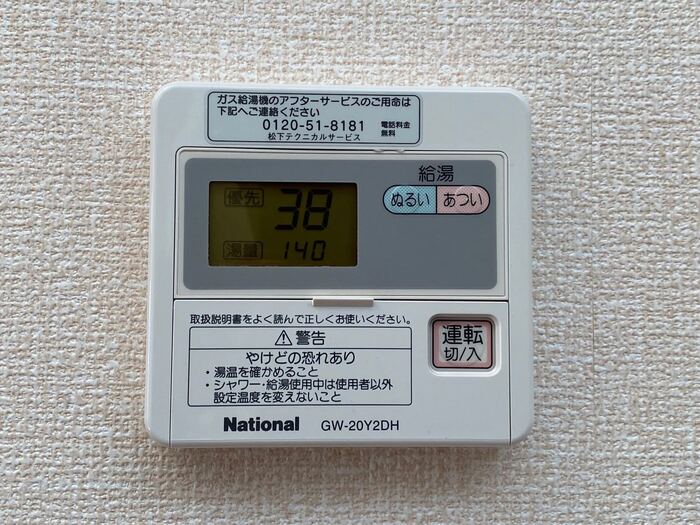 ガス給湯機のアフターサービスのご用命は
下記へご連絡ください
0120-51-8181 電話料金
無料
松下テクニカルサービス
給湯
ぬるい あつい
優先 38
湯量 140
取扱説明書をよく読んで正しくお使いください。
⚠警告
やけどの恐れあり
・湯温を確かめること
・シャワー・給湯使用中は使用者以外
設定温度を変えないこと
運転
切/入
National GW-20Y2DH